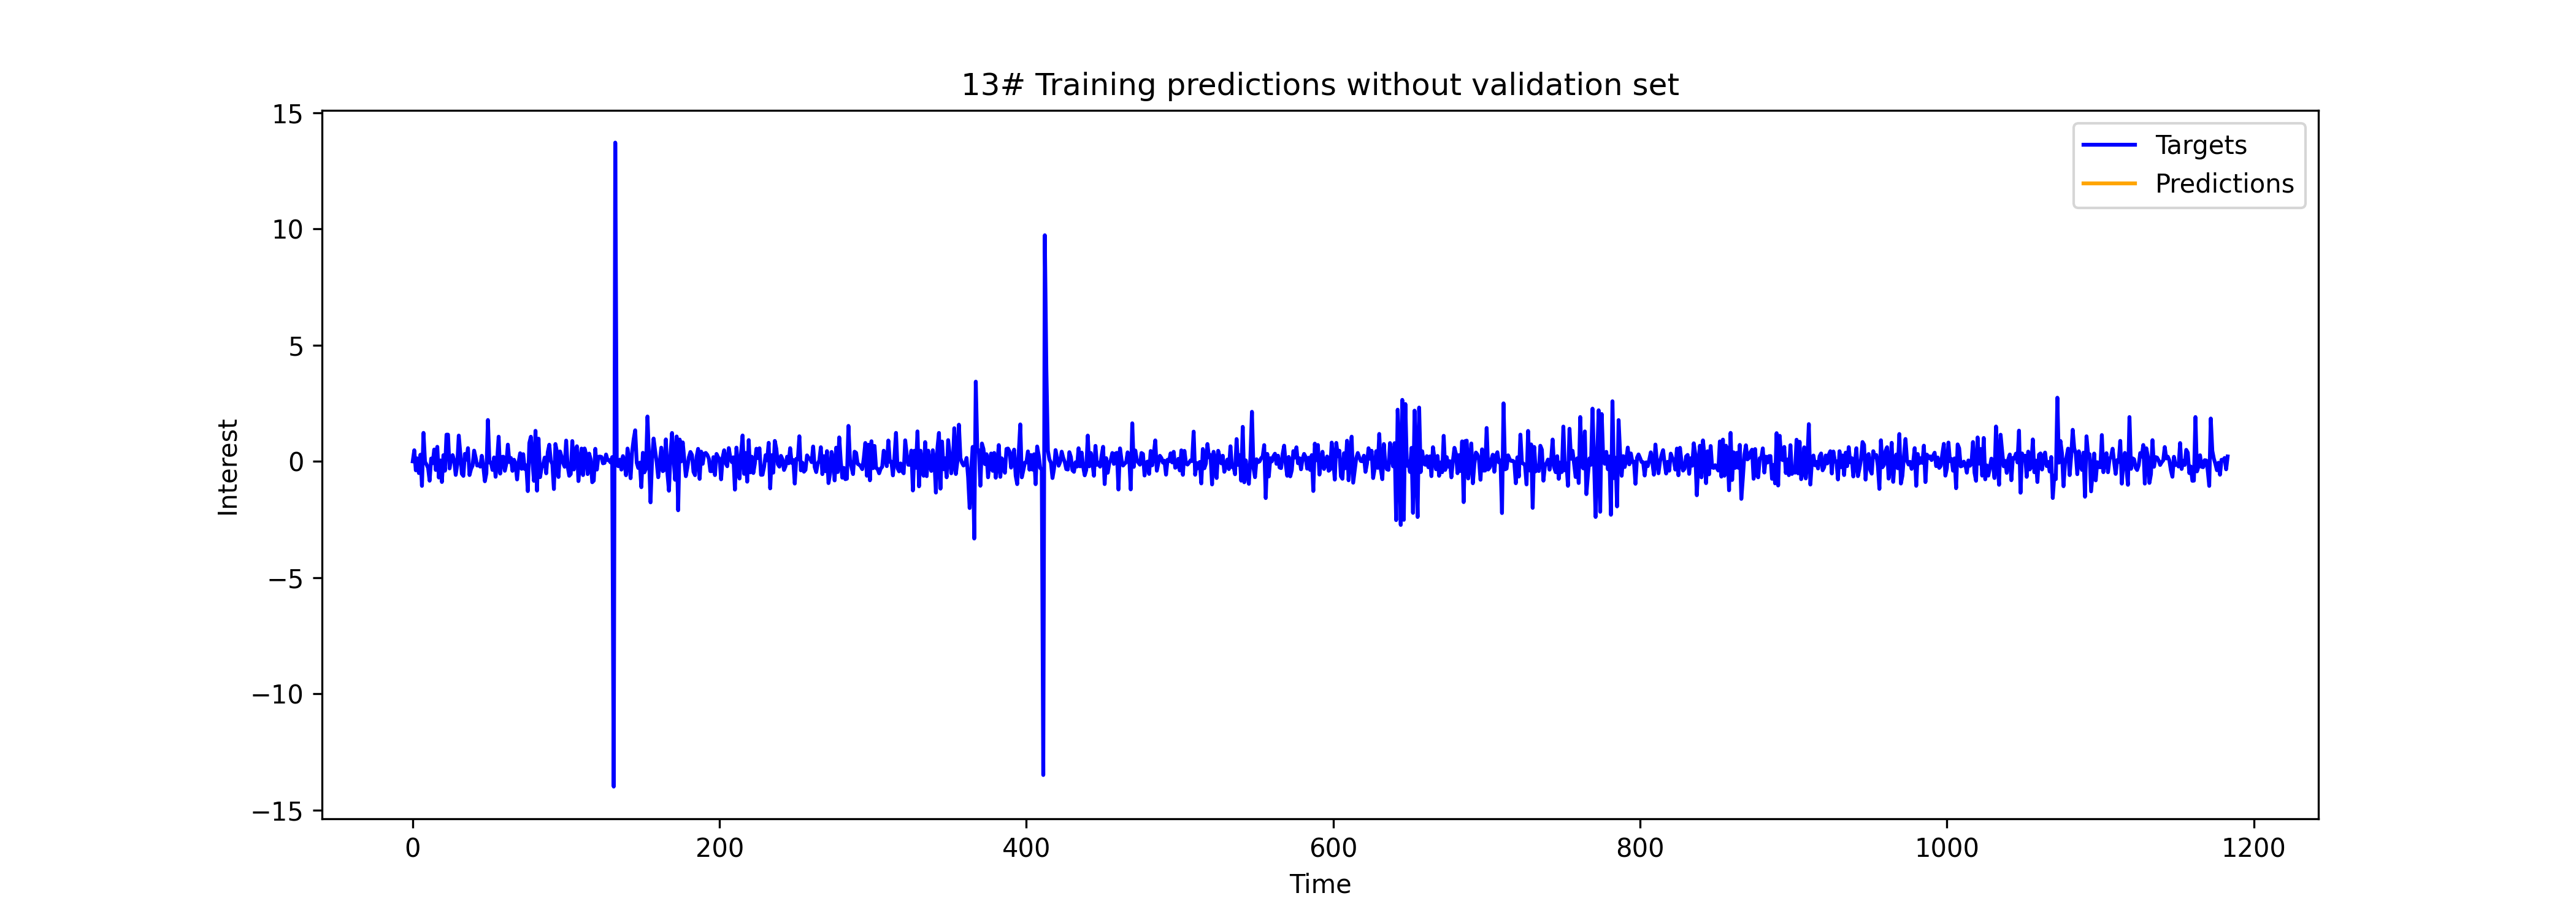 13# Training predictions without validation set
Targets
Predictions
Interest
15
10
5
0
−5
−10
−15
0 200 400 600 800 1000 1200
Time